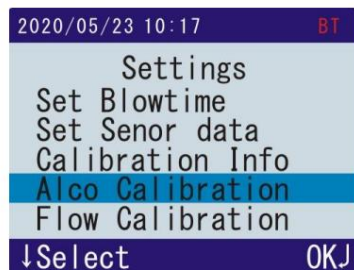 2020/05/23 10:17 BT
Settings
Set Blowtime
Set Senor data
Calibration Info
Alco Calibration
Flow Calibration
↓Select OK┘